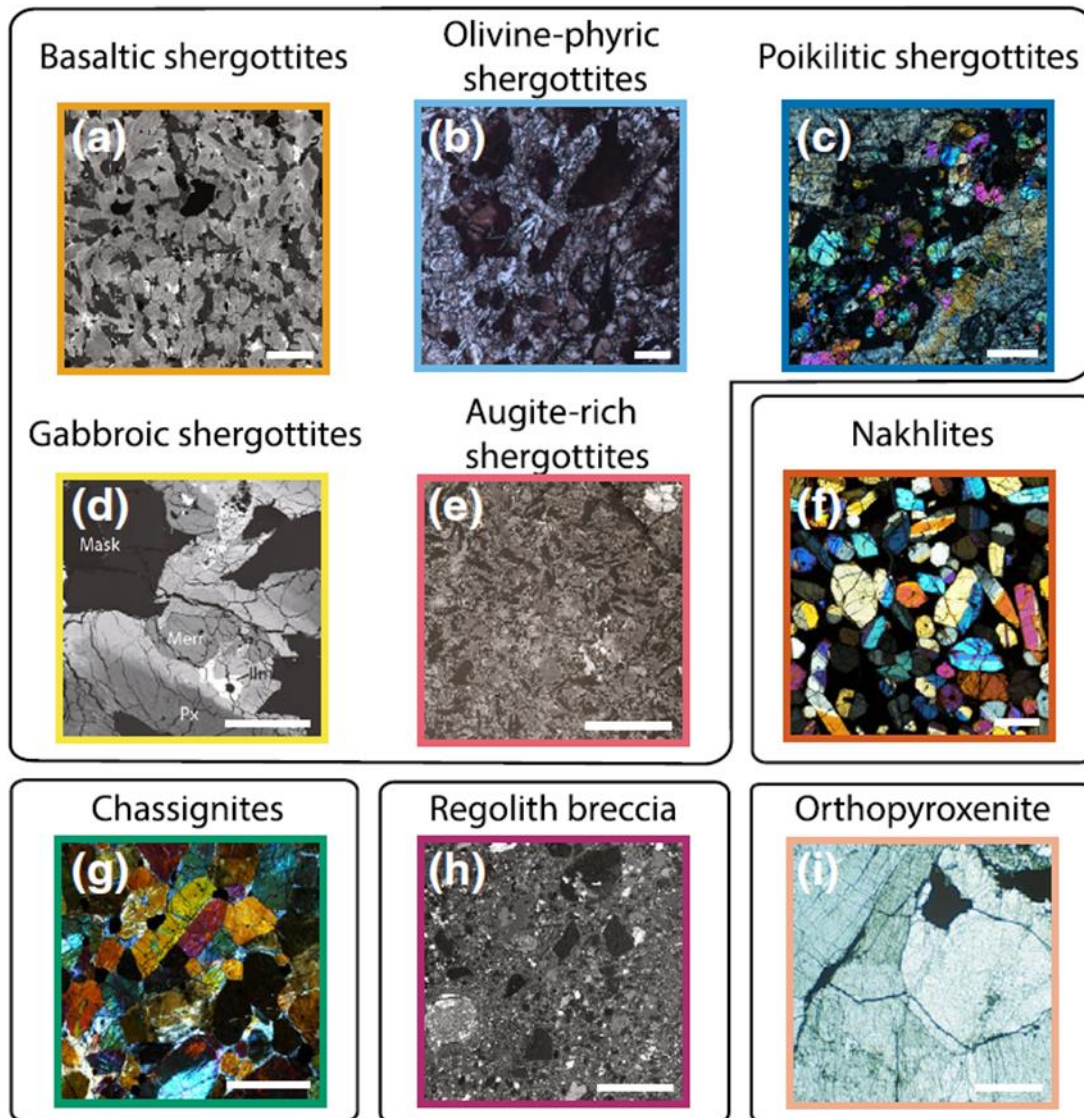 Basaltic shergottites
Olivine-phyric
shergottites
Poikilitic shergottites
(a)
(b)
(c)
Gabbroic shergottites
Augite-rich
shergottites
Nakhlites
(d)
Mask
Merr
Px
(e)
(f)
Chassignites
Regolith breccia
Orthopyroxenite
(g)
(h)
(i)